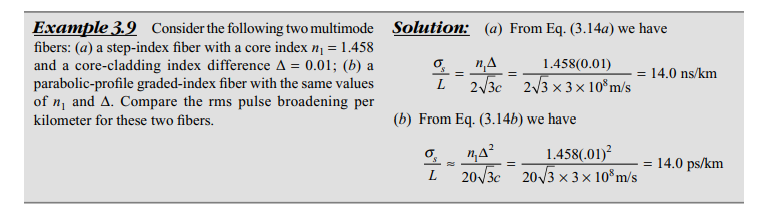 Example 3.9 Consider the following two multimode
fibers: (a) a step-index fiber with a core index n₁ = 1.458
and a core-cladding index difference Δ = 0.01; (b) a
parabolic-profile graded-index fiber with the same values
of n₁ and Δ. Compare the rms pulse broadening per
kilometer for these two fibers.
Solution: (a) From Eq. (3.14a) we have
σₛ/L = n₁Δ/2√3c = 1.458(0.01)/2√3 × 3 × 10⁸ m/s = 14.0 ns/km
(b) From Eq. (3.14b) we have
σₛ/L ≈ n₁Δ²/20√3c = 1.458(.01)²/20√3 × 3 × 10⁸ m/s = 14.0 ps/km